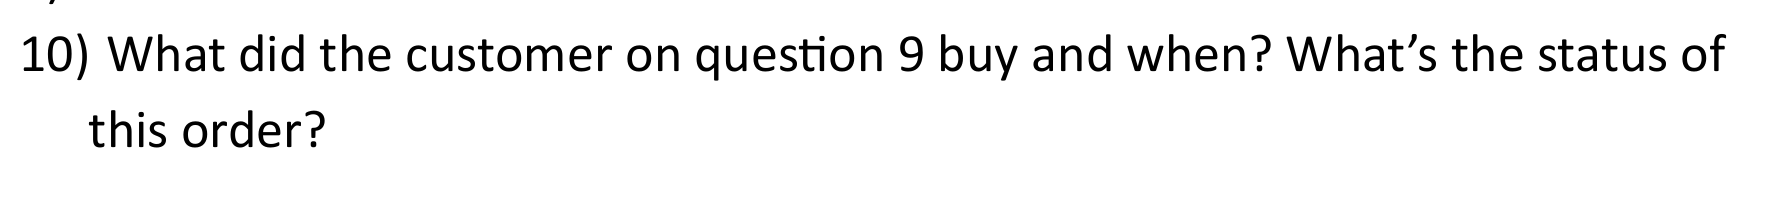 10) What did the customer on question 9 buy and when? What’s the status of
this order?